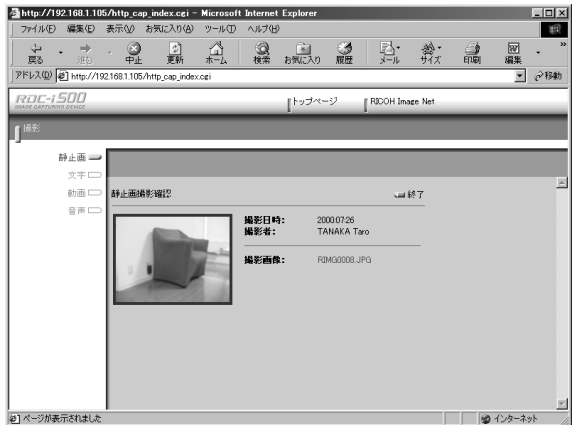 http://192.168.1.105/http_cap_index.cgi - Microsoft Internet Explorer
ファイル(F) 編集(E) 表示(V) お気に入り(A) ツール(T) ヘルプ(H)
戻る 進む 中止 更新 ホーム 検索 お気に入り 履歴 メール サイズ 印刷 編集
アドレス(D) http://192.168.1.105/http_cap_index.cgi 移動
RDC-i500
IMAGE CAPTURING DEVICE
トップページ RICOH Image Net
撮影
静止画
文字
動画
音声
静止画撮影確認 終了
撮影日時: 2000.07.26
撮影者: TANAKA Taro
撮影画像: RIMG0008.JPG
ページが表示されました インターネット